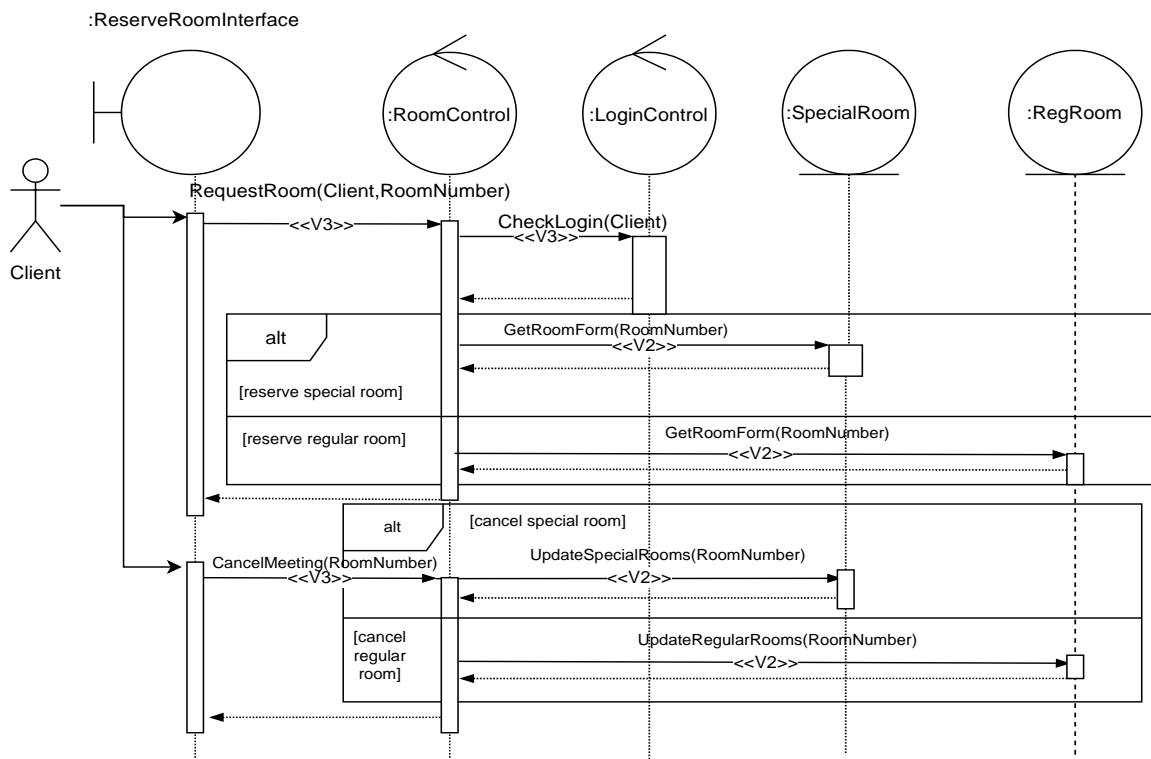 :ReserveRoomInterface
:RoomControl
:LoginControl
:SpecialRoom
:RegRoom
Client
RequestRoom(Client,RoomNumber)
<<V3>>
CheckLogin(Client)
<<V3>>
alt
GetRoomForm(RoomNumber)
<<V2>>
[reserve special room]
[reserve regular room]
GetRoomForm(RoomNumber)
<<V2>>
alt
[cancel special room]
CancelMeeting(RoomNumber)
<<V3>>
UpdateSpecialRooms(RoomNumber)
<<V2>>
[cancel
regular
room]
UpdateRegularRooms(RoomNumber)
<<V2>>